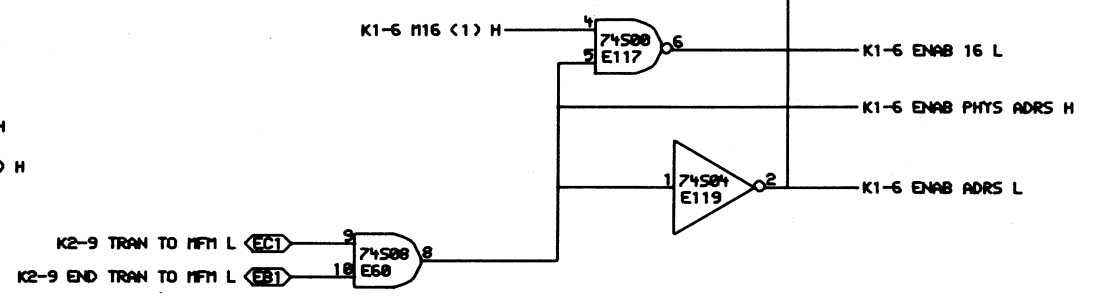 K1-6 M16 (1) H
4
74S00
6
5
E117
K1-6 ENAB 16 L
K1-6 ENAB PHYS ADRS H
H
) H
1
74S04
2
E119
K1-6 ENAB ADRS L
K2-9 TRAN TO MFM L
EC1
9
74S08
8
K2-9 END TRAN TO MFM L
EB1
10
E60